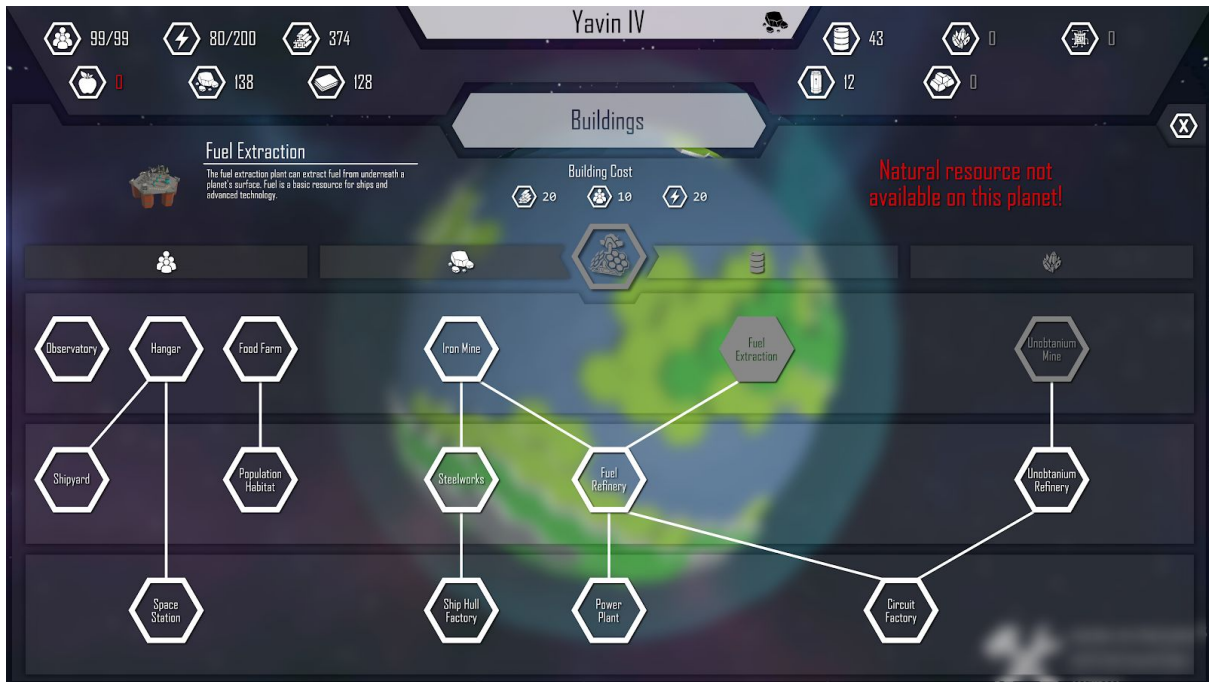 Yavin IV
99/99
80/200
374
43
0
0
0
138
128
12
0
Buildings
X
Fuel Extraction
The fuel extraction plant can extract fuel from underneath a
planet's surface. Fuel is a basic resource for ships and
advanced technology.
Building Cost
20
10
20
Natural resource not
available on this planet!
Observatory
Hangar
Food Farm
Iron Mine
Fuel
Extraction
Unobtanium
Mine
Shipyard
Population
Habitat
Steelworks
Fuel
Refinery
Unobtanium
Refinery
Space
Station
Ship Hull
Factory
Power
Plant
Circuit
Factory